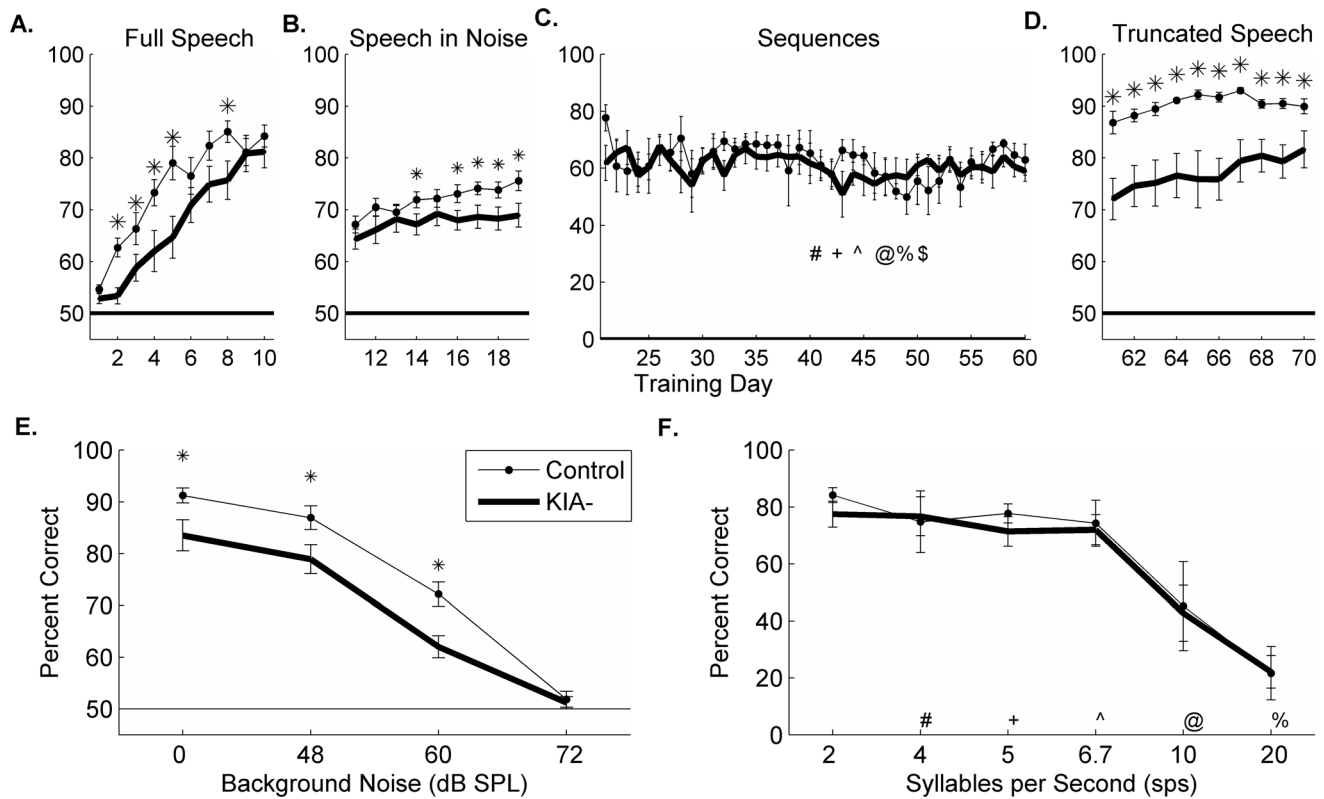 A. Full Speech
100
90
80
70
60
50
2 4 6 8 10
B. Speech in Noise
100
90
80
70
60
50
12 14 16 18
C. Sequences
100
80
60
40
20
0
# + ^ @ % $
25 30 35 40 45 50 55 60
Training Day
D. Truncated Speech
100
90
80
70
60
50
62 64 66 68 70
E.
Percent Correct
100
90
80
70
60
50
Control
KIA-
0 48 60 72
Background Noise (dB SPL)
F.
Percent Correct
100
80
60
40
20
0
# + ^ @ %
2 4 5 6.7 10 20
Syllables per Second (sps)